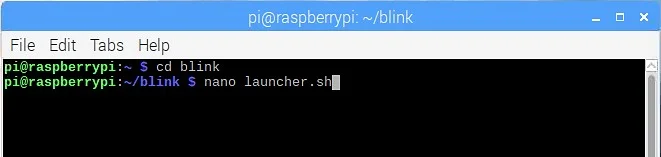 pi@raspberrypi: ~/blink
File Edit Tabs Help
pi@raspberrypi:~ $ cd blink
pi@raspberrypi:~/blink $ nano launcher.sh